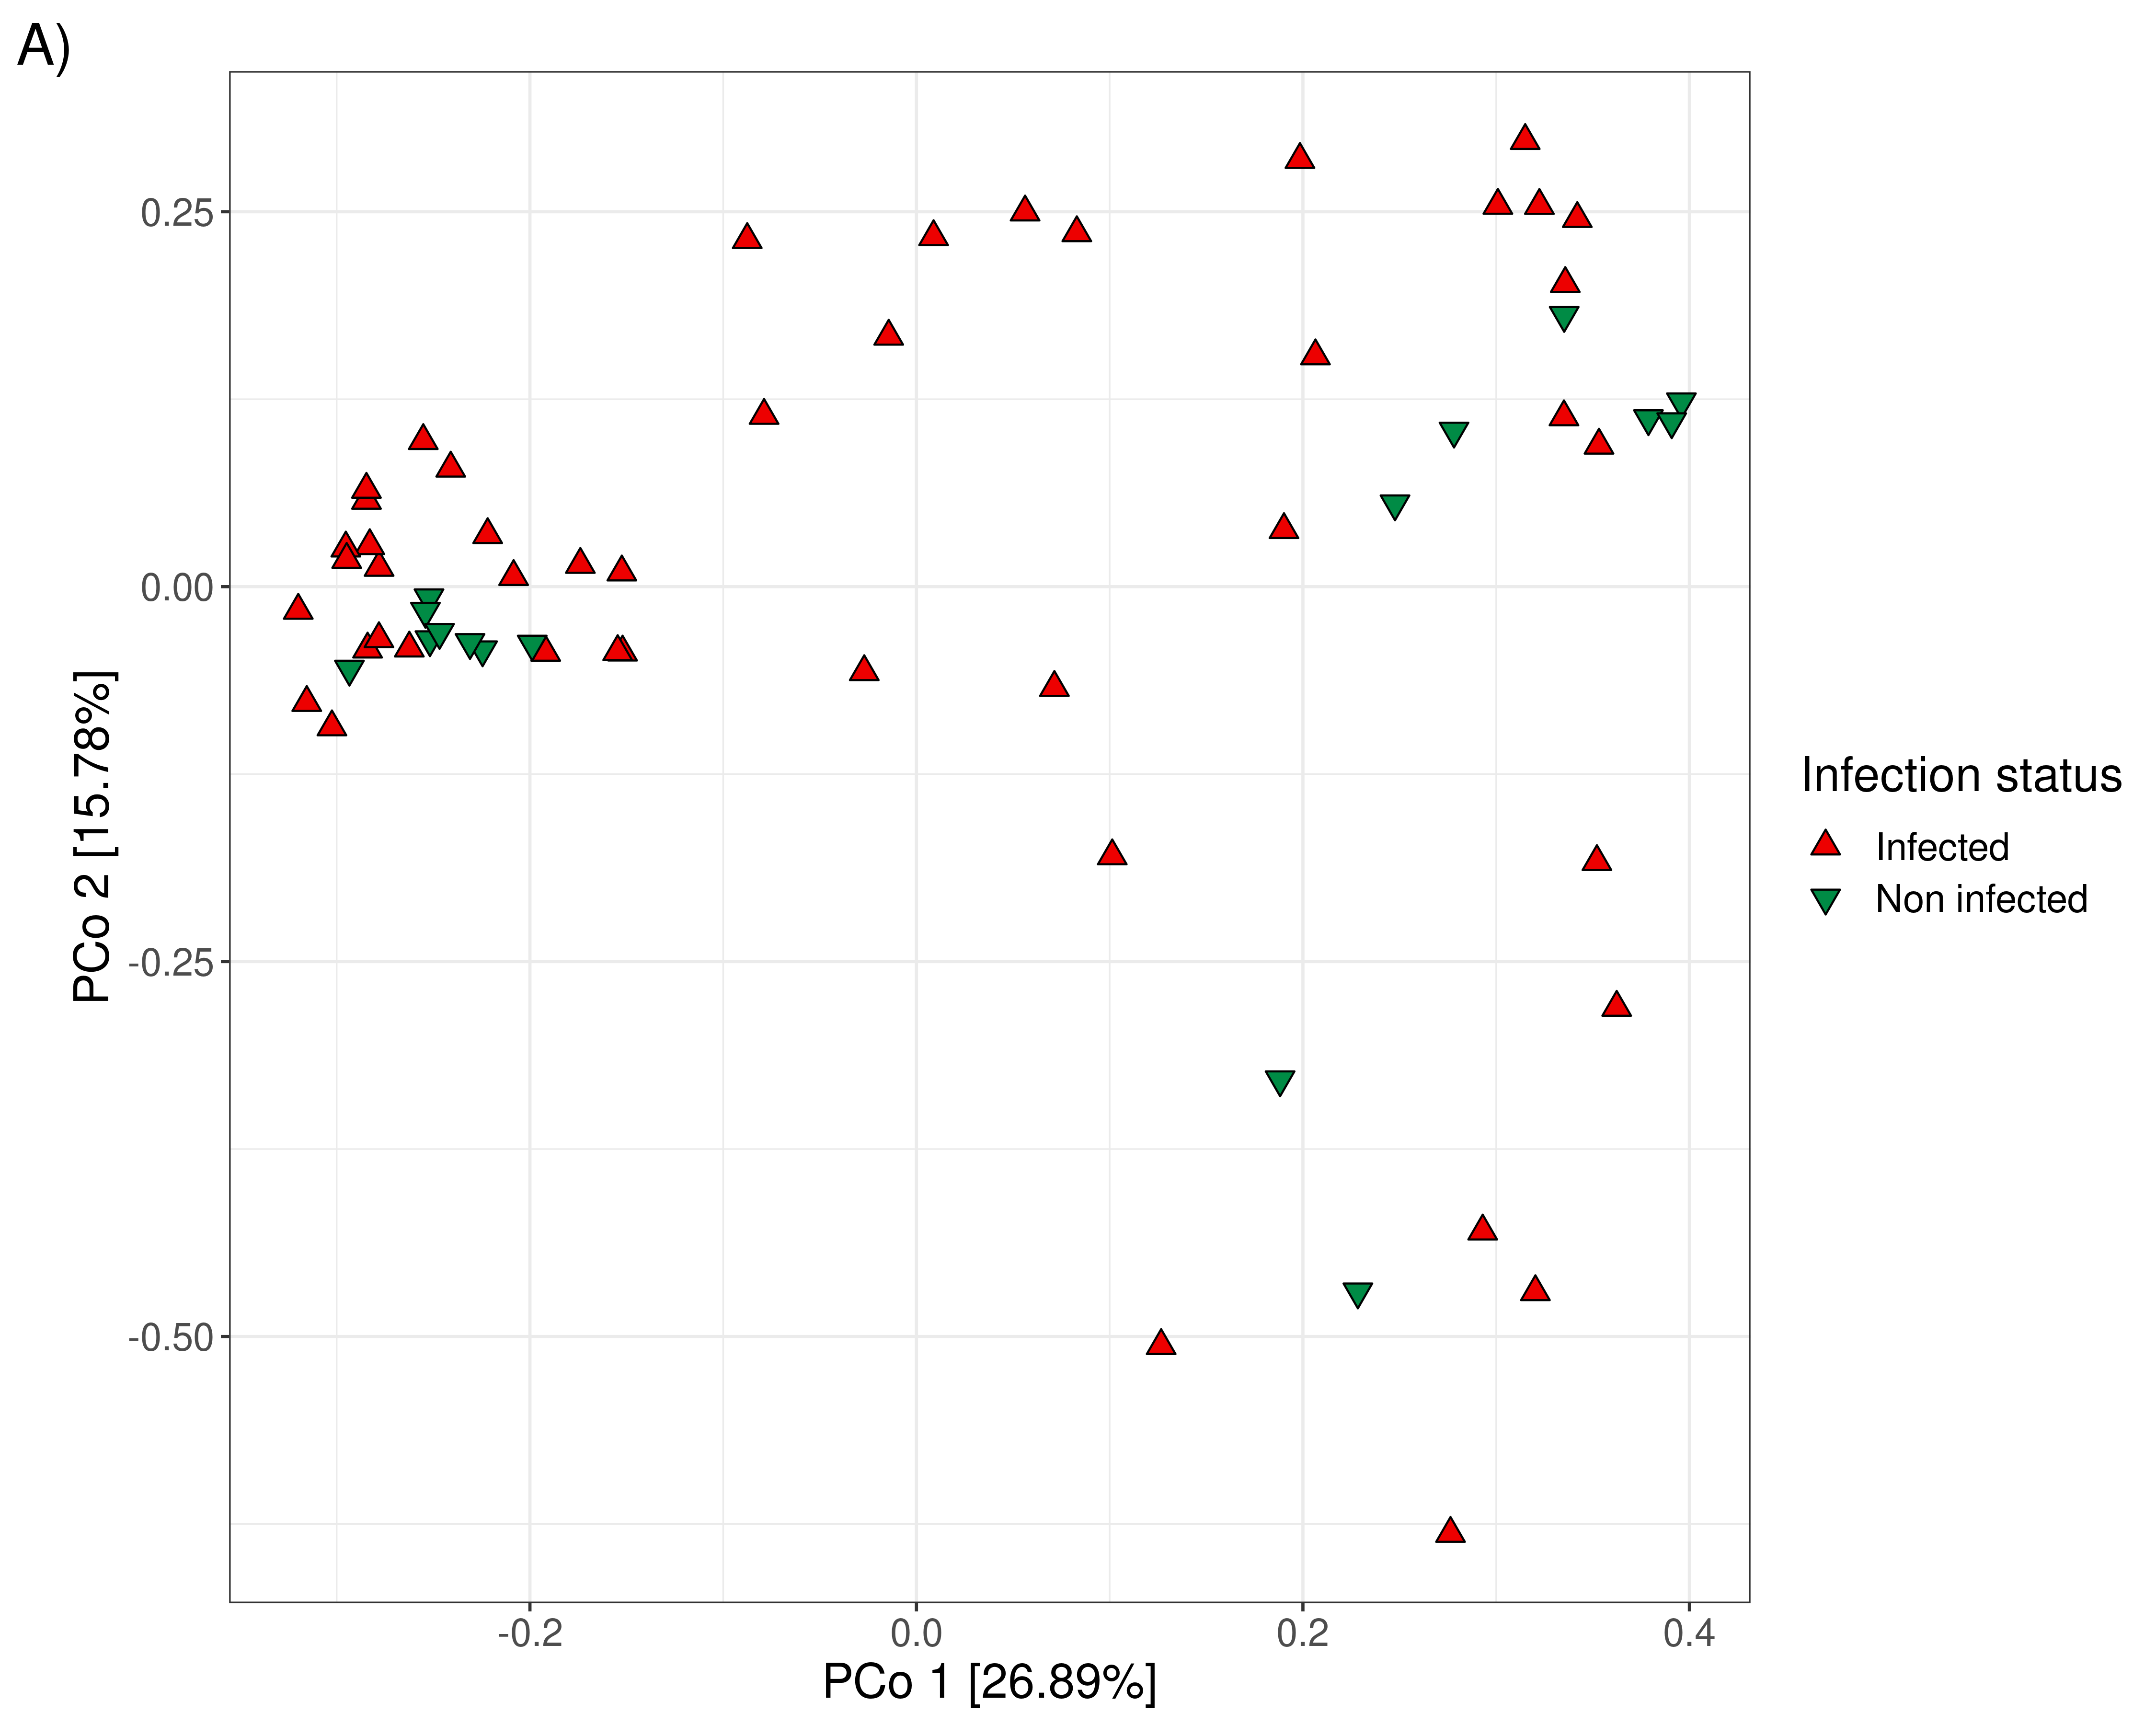 A)
0.25
0.00
-0.25
-0.50
PCo 2 [15.78%]
-0.2
0.0
0.2
0.4
PCo 1 [26.89%]
Infection status
Infected
Non infected